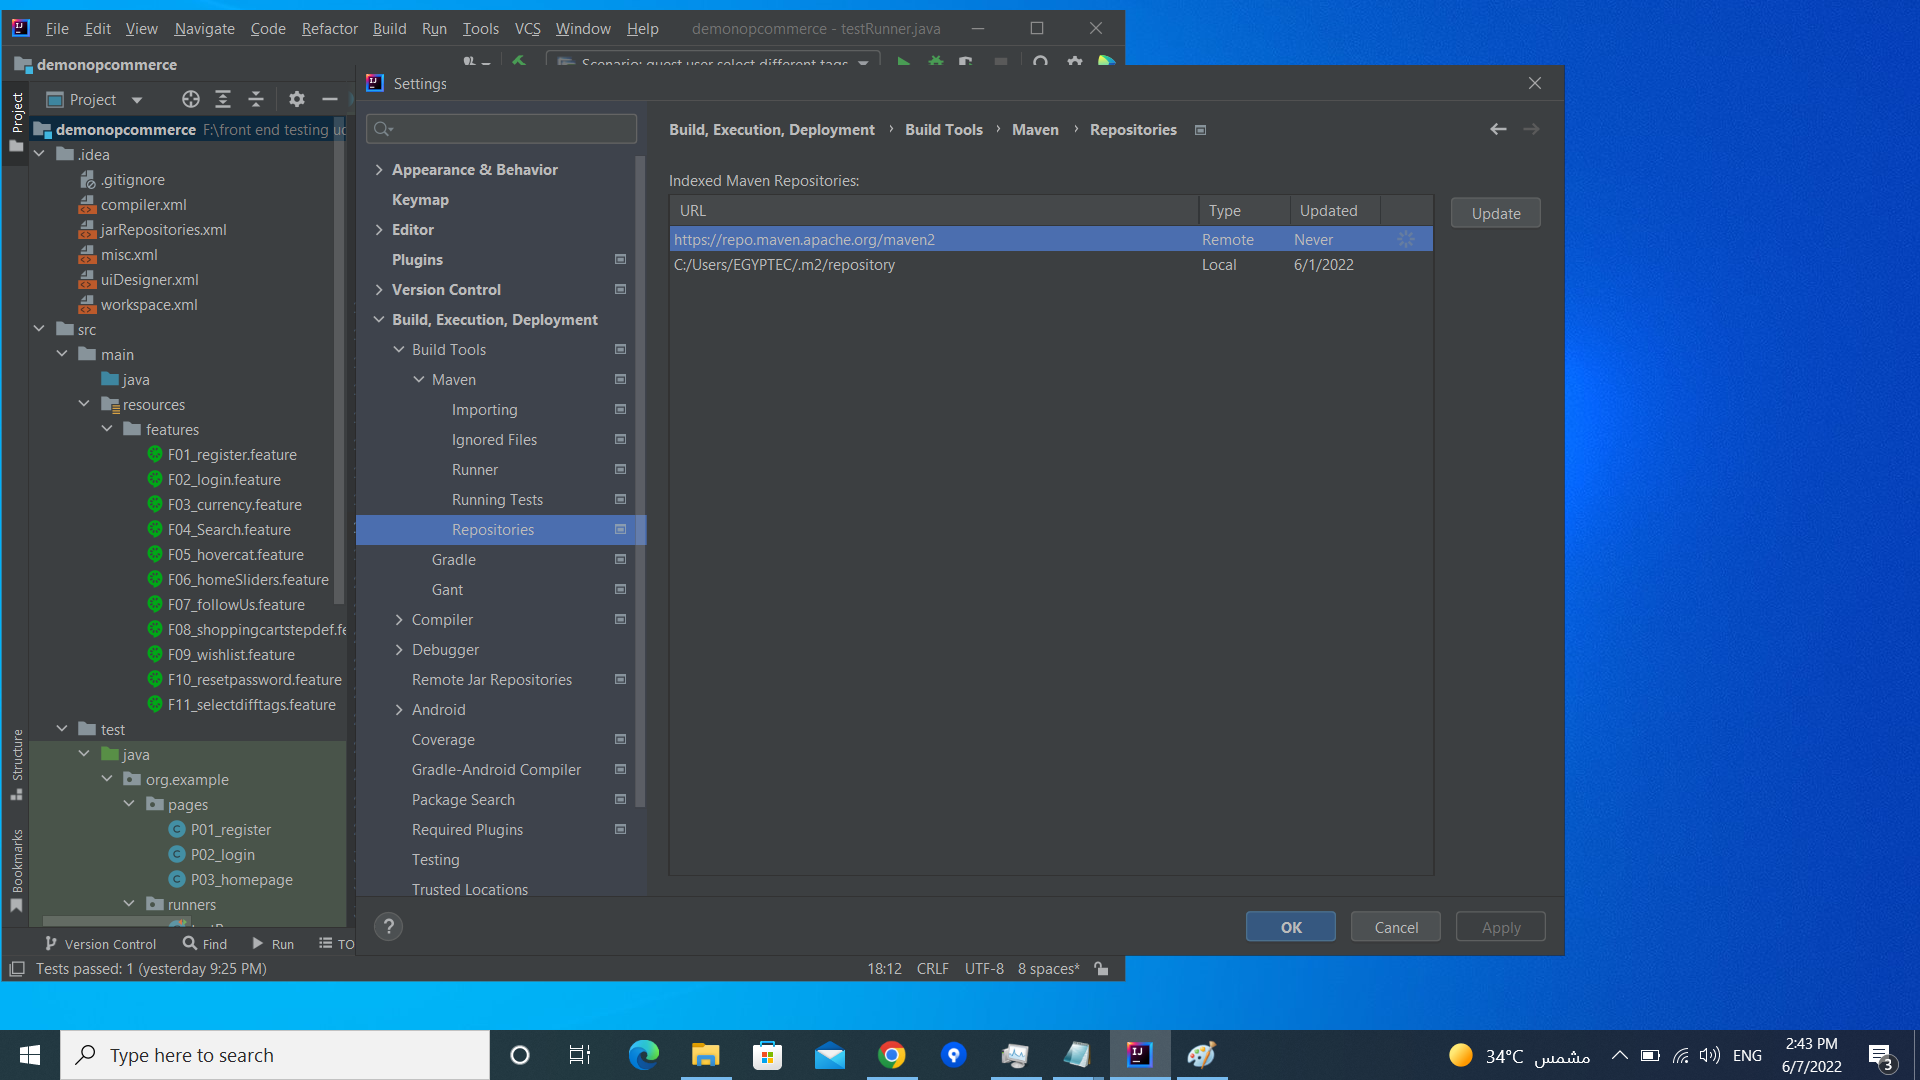 File Edit View Navigate Code Refactor Build Run Tools VCS Window Help demonopcommerce - testRunner.java
demonopcommerce
Scenario: guest user select different tags
Project
Project
demonopcommerce F:\front end testing
.idea
.gitignore
compiler.xml
jarRepositories.xml
misc.xml
uiDesigner.xml
workspace.xml
src
main
java
resources
features
F01_register.feature
F02_login.feature
F03_currency.feature
F04_Search.feature
F05_hovercat.feature
F06_homeSliders.feature
F07_followUs.feature
F08_shoppingcartstepdef.fe
F09_wishlist.feature
F10_resetpassword.feature
F11_selectdifftags.feature
test
java
org.example
pages
P01_register
P02_login
P03_homepage
runners
Structure
Bookmarks
Version Control Find Run TO
Tests passed: 1 (yesterday 9:25 PM) 18:12 CRLF UTF-8 8 spaces*
Settings
Appearance & Behavior
Keymap
Editor
Plugins
Version Control
Build, Execution, Deployment
Build Tools
Maven
Importing
Ignored Files
Runner
Running Tests
Repositories
Gradle
Gant
Compiler
Debugger
Remote Jar Repositories
Android
Coverage
Gradle-Android Compiler
Package Search
Required Plugins
Testing
Trusted Locations
Build, Execution, Deployment › Build Tools › Maven › Repositories
Indexed Maven Repositories:
URL Type Updated
https://repo.maven.apache.org/maven2 Remote Never
C:/Users/EGYPTEC/.m2/repository Local 6/1/2022
Update
?
OK Cancel Apply
Type here to search
34°C مشمس
ENG
2:43 PM
6/7/2022
3